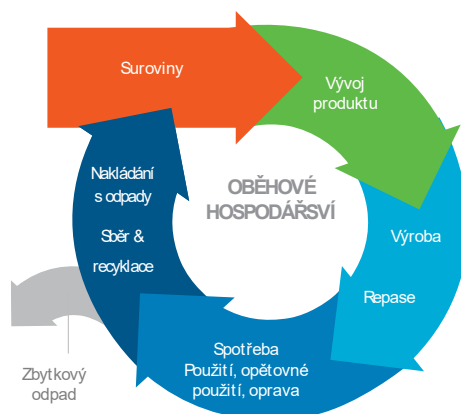 Suroviny
Vývoj
produktu
Nakládání
s odpady
Sběr &
recyklace
OBĚHOVÉ
HOSPODÁŘSVÍ
Výroba
Repase
Spotřeba
Použití, opětovné
použití, oprava
Zbytkový
odpad